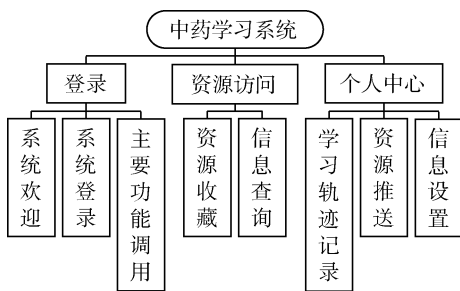 中药学习系统
登录
资源访问
个人中心
系统欢迎
系统登录
主要功能调用
资源收藏
信息查询
学习轨迹记录
资源推送
信息设置